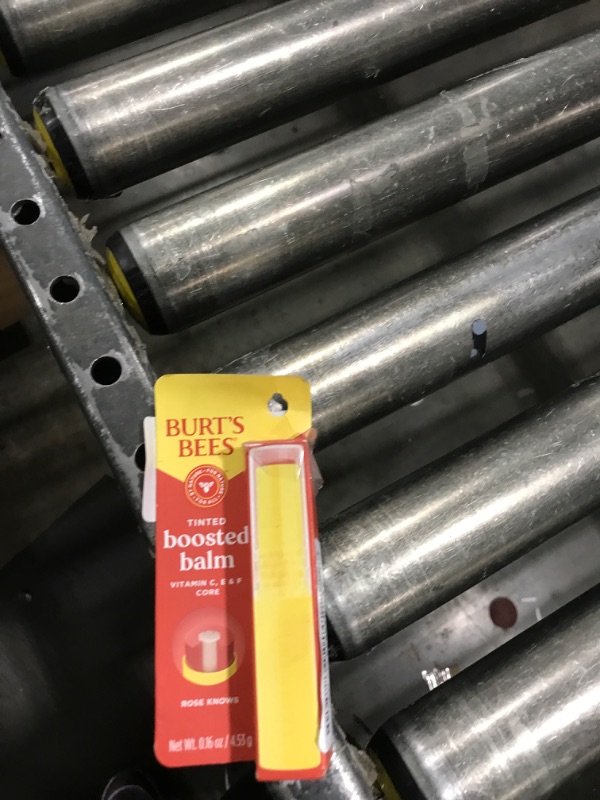 BURT'S
BEES
TINTED
boosted
balm
VITAMIN C, E & F
CORE
ROSE KNOWS
Net Wt. 0.16 oz / 4.53 g